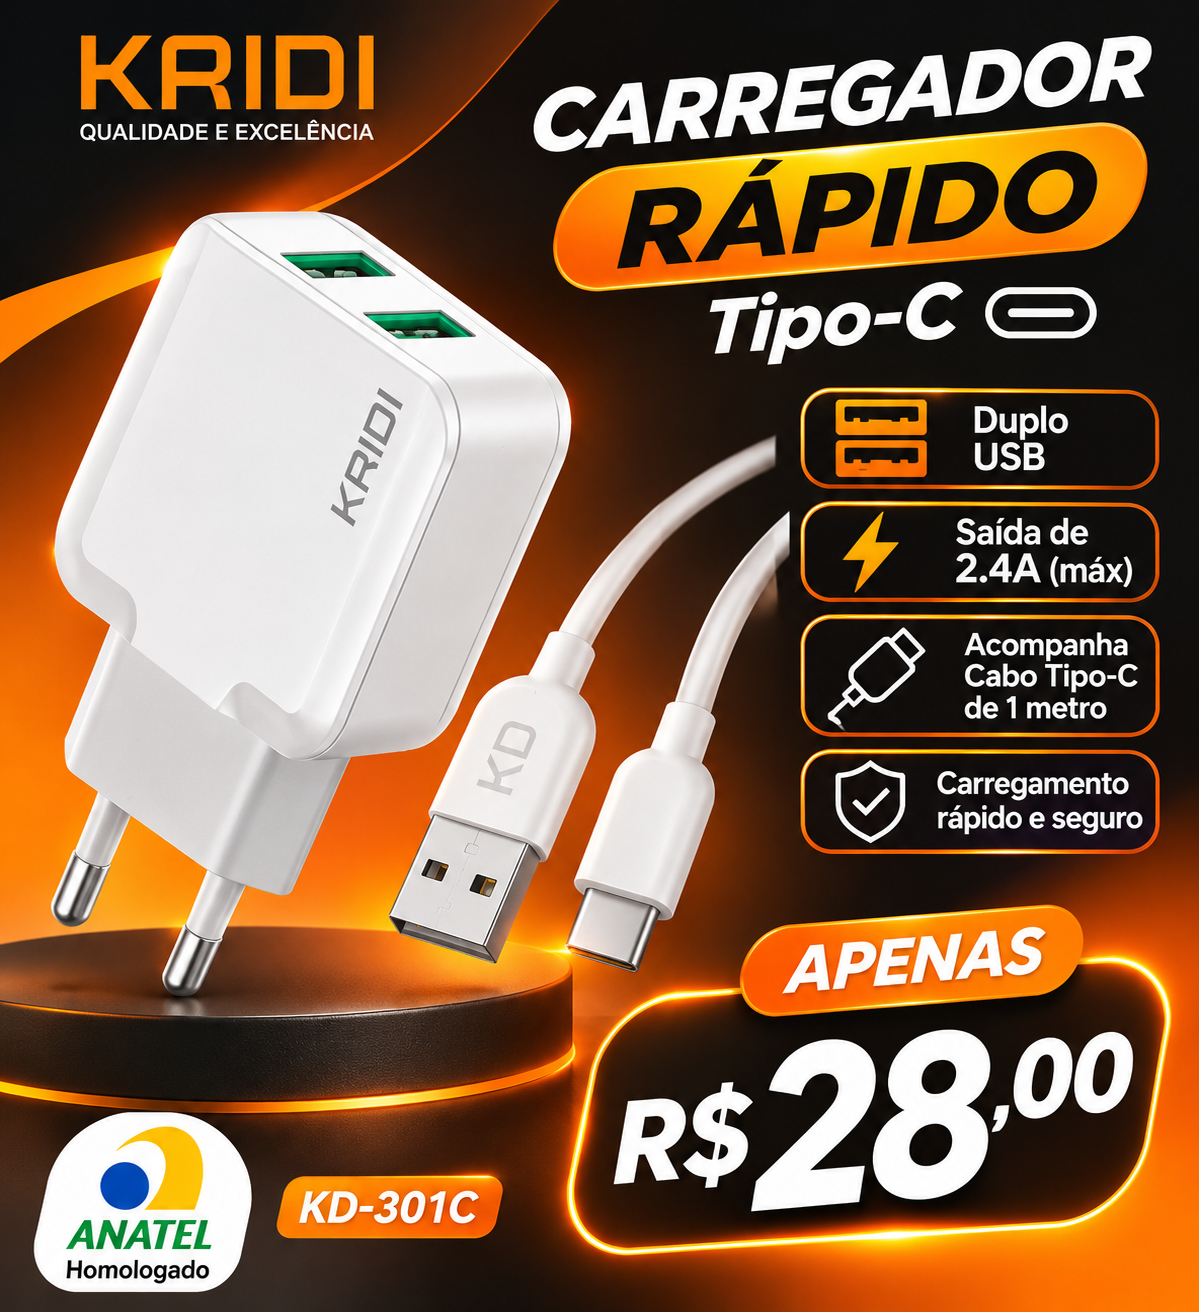 KRIDI
QUALIDADE E EXCELÊNCIA
CARREGADOR
RÁPIDO
Tipo-C
KRIDI
KD
Duplo
USB
Saída de
2.4A (máx)
Acompanha
Cabo Tipo-C
de 1 metro
Carregamento
rápido e seguro
APENAS
R$28,00
ANATEL
Homologado
KD-301C